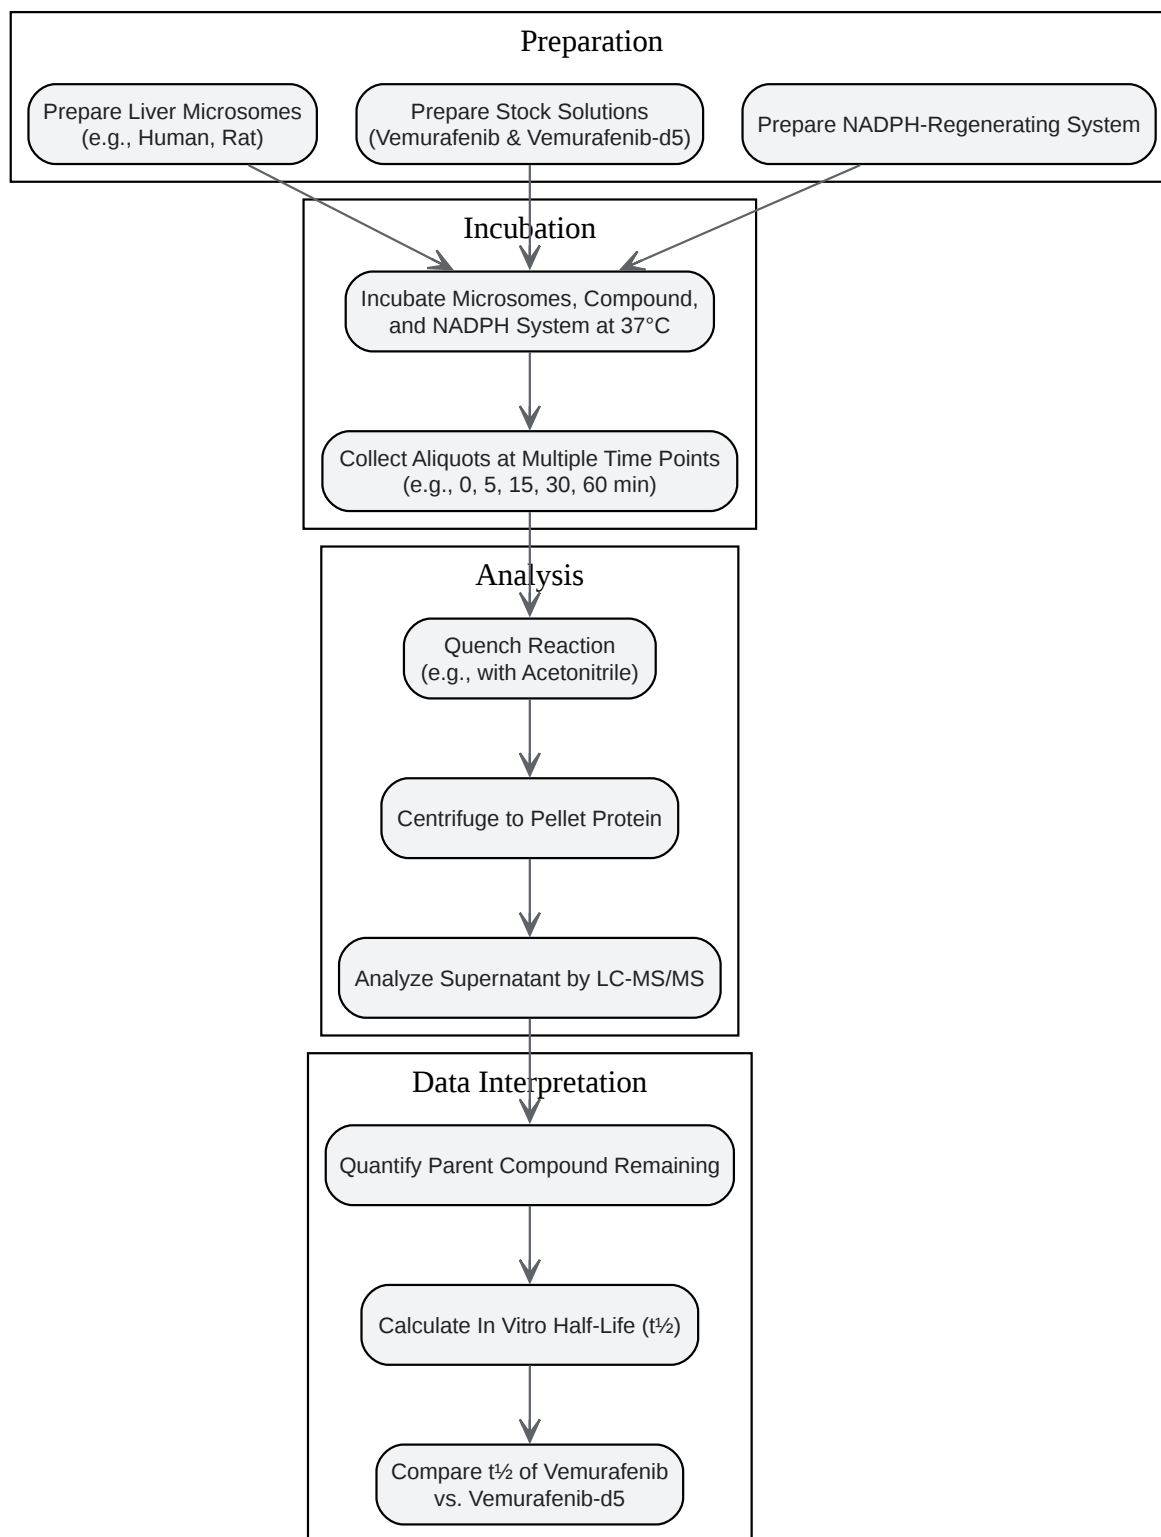 Preparation
Prepare Liver Microsomes
(e.g., Human, Rat)
Prepare Stock Solutions
(Vemurafenib & Vemurafenib-d5)
Prepare NADPH-Regenerating System
Incubation
Incubate Microsomes, Compound,
and NADPH System at 37°C
Collect Aliquots at Multiple Time Points
(e.g., 0, 5, 15, 30, 60 min)
Analysis
Quench Reaction
(e.g., with Acetonitrile)
Centrifuge to Pellet Protein
Analyze Supernatant by LC-MS/MS
Data Interpretation
Quantify Parent Compound Remaining
Calculate In Vitro Half-Life (t½)
Compare t½ of Vemurafenib
vs. Vemurafenib-d5